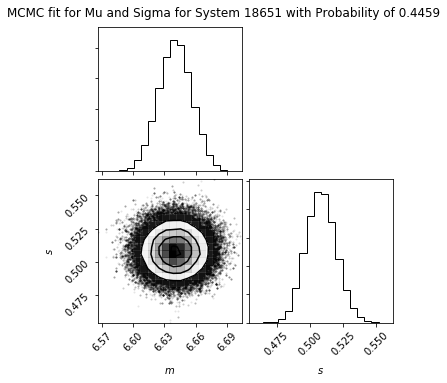 MCMC fit for Mu and Sigma for System 18651 with Probability of 0.4459
0.550
0.525
0.500
0.475
s
6.57 6.60 6.63 6.66 6.69
m
0.475 0.500 0.525 0.550
s